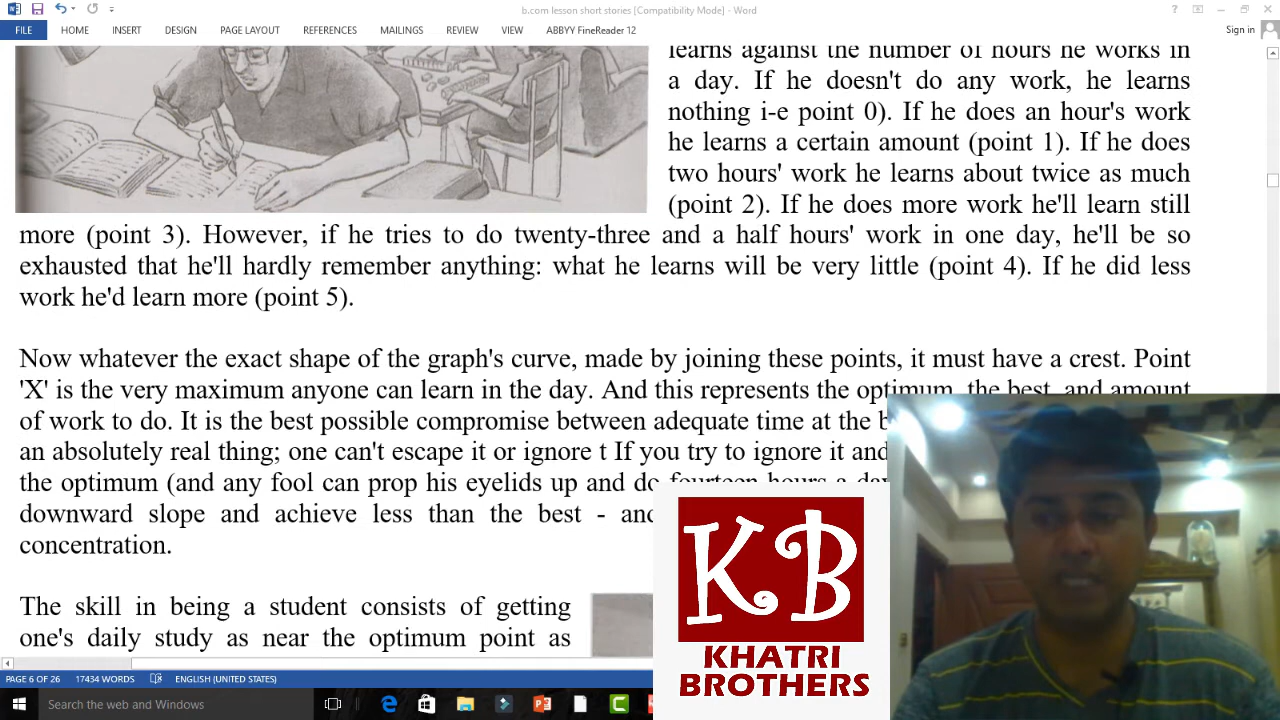 b.com lesson short stories [Compatibility Mode] - Word
FILE HOME INSERT DESIGN PAGE LAYOUT REFERENCES MAILINGS REVIEW VIEW ABBYY FineReader 12 Sign in
learns against the number of hours he works in
a day. If he doesn't do any work, he learns
nothing i-e point 0). If he does an hour's work
he learns a certain amount (point 1). If he does
two hours' work he learns about twice as much
(point 2). If he does more work he'll learn still
more (point 3). However, if he tries to do twenty-three and a half hours' work in one day, he'll be so
exhausted that he'll hardly remember anything: what he learns will be very little (point 4). If he did less
work he'd learn more (point 5).
Now whatever the exact shape of the graph's curve, made by joining these points, it must have a crest. Point
'X' is the very maximum anyone can learn in the day. And this represents the optimum, the best, and amount
of work to do. It is the best possible compromise between adequate time at the b
an absolutely real thing; one can't escape it or ignore t If you try to ignore it and
the optimum (and any fool can prop his eyelids up and do fourteen hours a day
downward slope and achieve less than the best - and
concentration.
The skill in being a student consists of getting
one's daily study as near the optimum point as
KB
KHATRI
BROTHERS
PAGE 6 OF 26 17434 WORDS ENGLISH (UNITED STATES)
Search the web and Windows